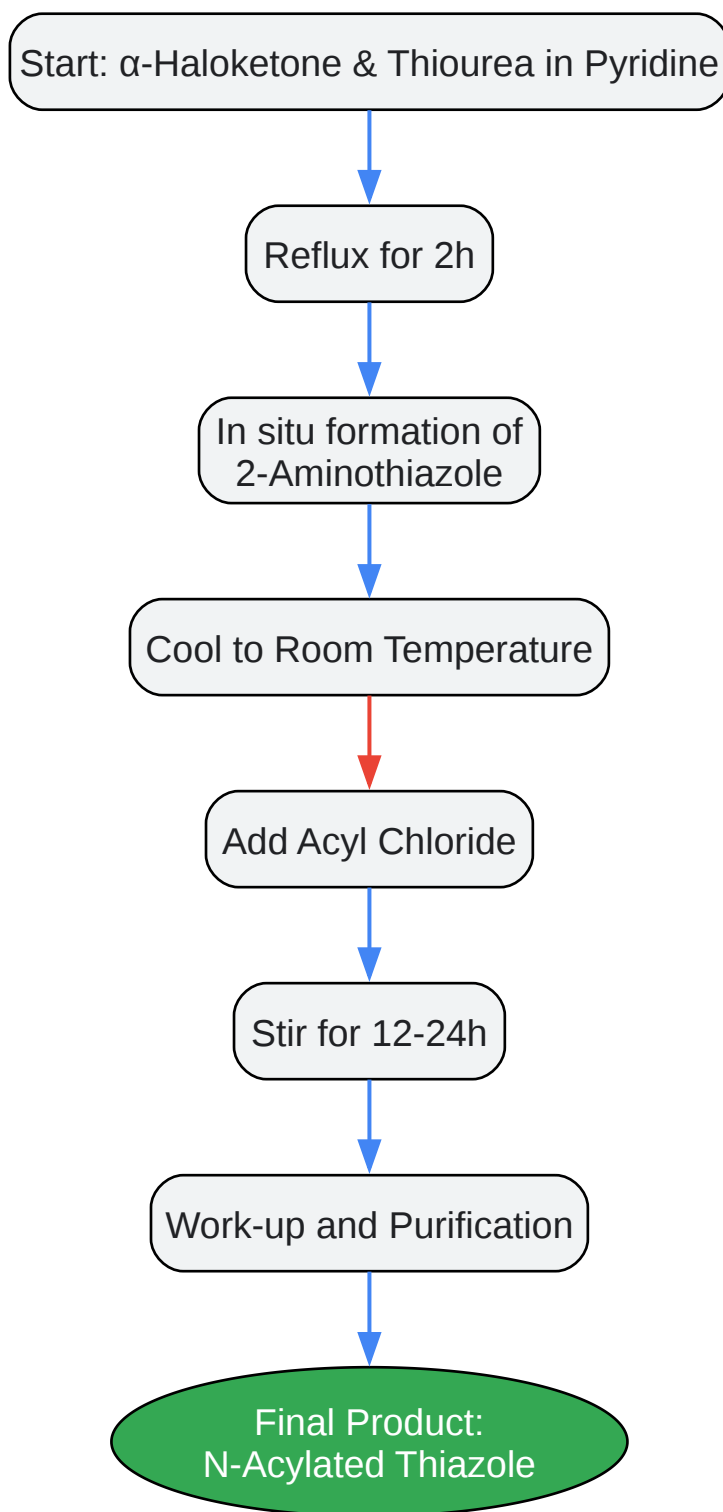 Start: α-Haloketone & Thiourea in Pyridine
Reflux for 2h
In situ formation of
2-Aminothiazole
Cool to Room Temperature
Add Acyl Chloride
Stir for 12-24h
Work-up and Purification
Final Product:
N-Acylated Thiazole